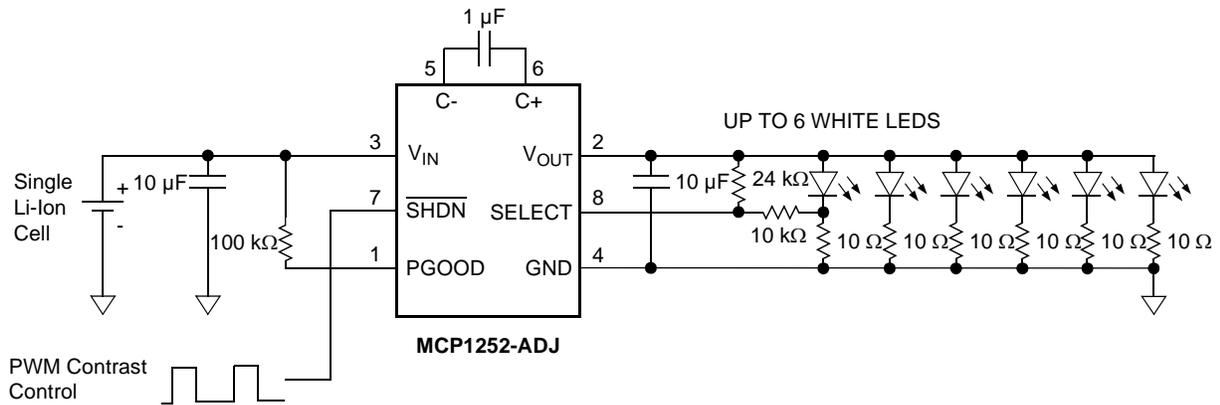 1 µF
5
6
C-
C+
UP TO 6 WHITE LEDS
3
VIN
VOUT
2
Single
Li-Ion
Cell
+
-
10 µF
10 µF
24 kΩ
7
SHDN
SELECT
8
100 kΩ
10 kΩ
10 Ω
10 Ω
10 Ω
10 Ω
10 Ω
10 Ω
1
PGOOD
GND
4
MCP1252-ADJ
PWM Contrast
Control